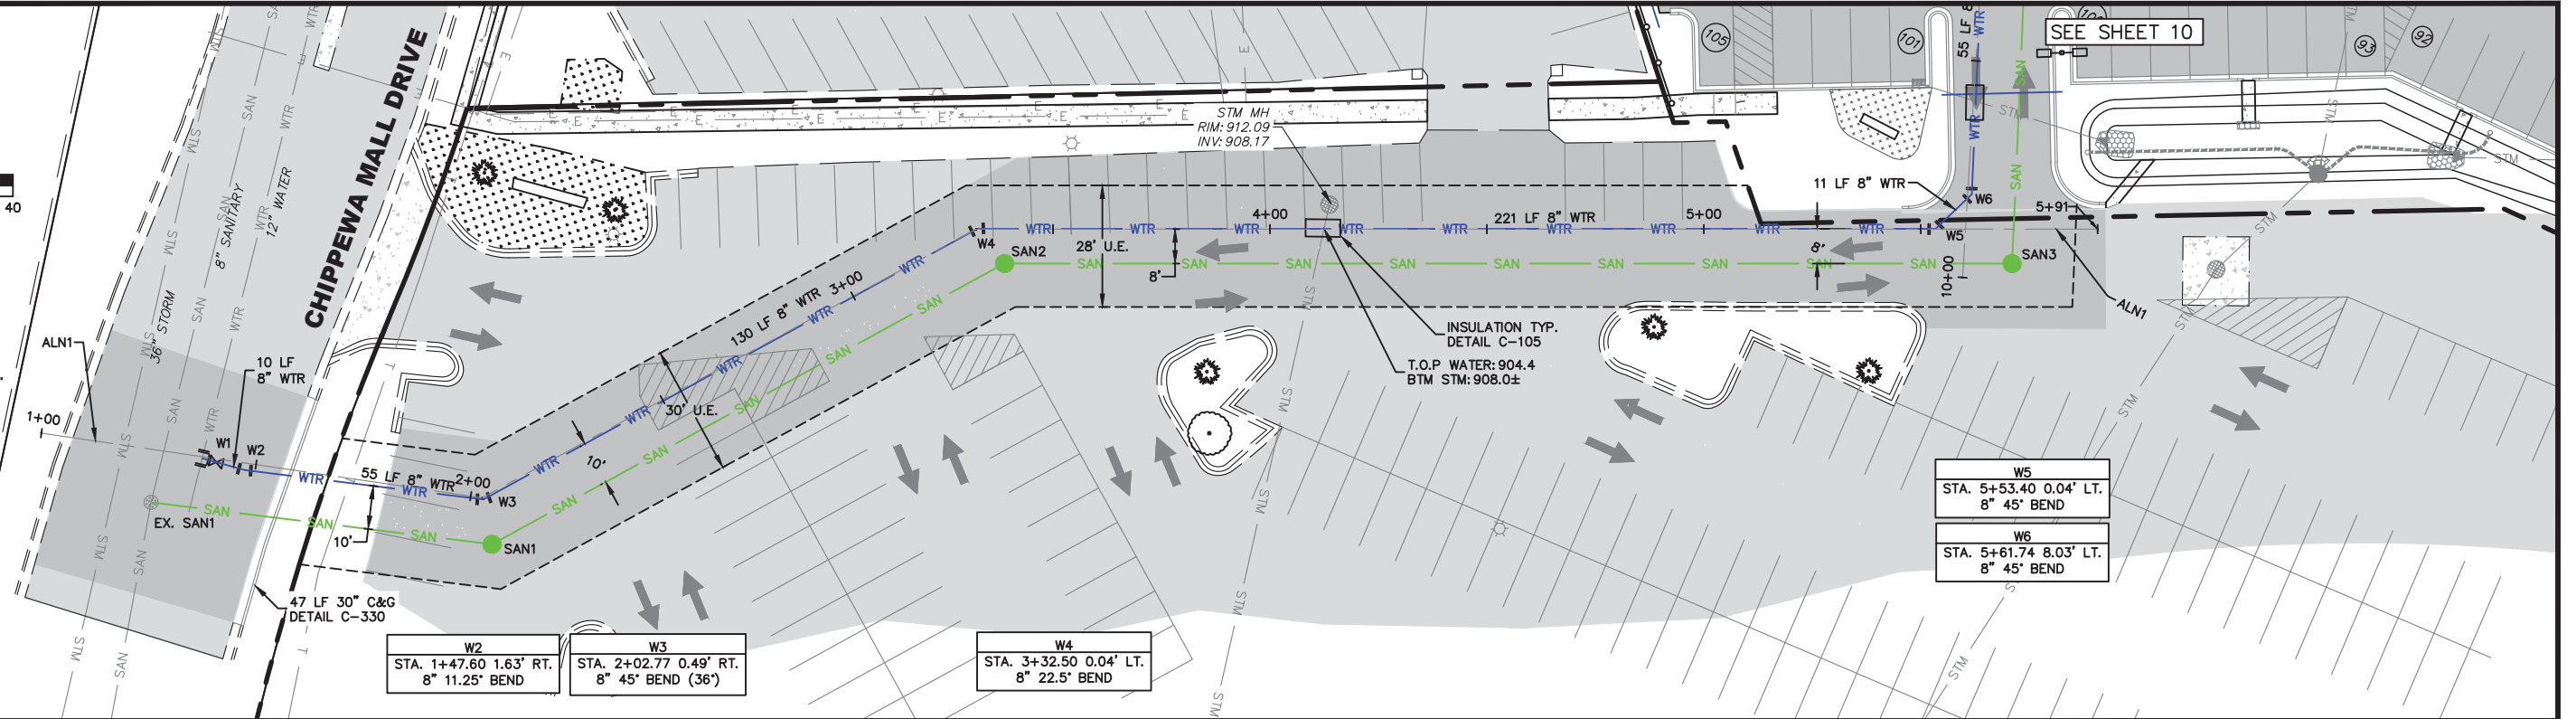 SEE SHEET 10
105
101
93
92
55 LF 8"
WTR
CHIPPEWA MALL DRIVE
40
STM MH
RIM: 912.09
INV: 908.17
11 LF 8" WTR
W6
W5
5+91
SAN3
10+00
ALN1
8'
4+00
221 LF 8" WTR
5+00
WTR
SAN
W4
SAN2
28' U.E.
8'
3+00
130 LF 8" WTR
30' U.E.
10'
INSULATION TYP.
DETAIL C-105
T.O.P WATER: 904.4
BTM STM: 908.0±
8" SANITARY
12" WATER
36" STORM
STM
SAN
WTR
E
T
ALN1
10 LF
8" WTR
1+00
W1
W2
55 LF 8" WTR
2+00
W3
EX. SAN1
SAN
10'
SAN1
47 LF 30" C&G
DETAIL C-330
W2
STA. 1+47.60 1.63' RT.
8" 11.25° BEND
W3
STA. 2+02.77 0.49' RT.
8" 45° BEND (36°)
W4
STA. 3+32.50 0.04' LT.
8" 22.5° BEND
W5
STA. 5+53.40 0.04' LT.
8" 45° BEND
W6
STA. 5+61.74 8.03' LT.
8" 45° BEND